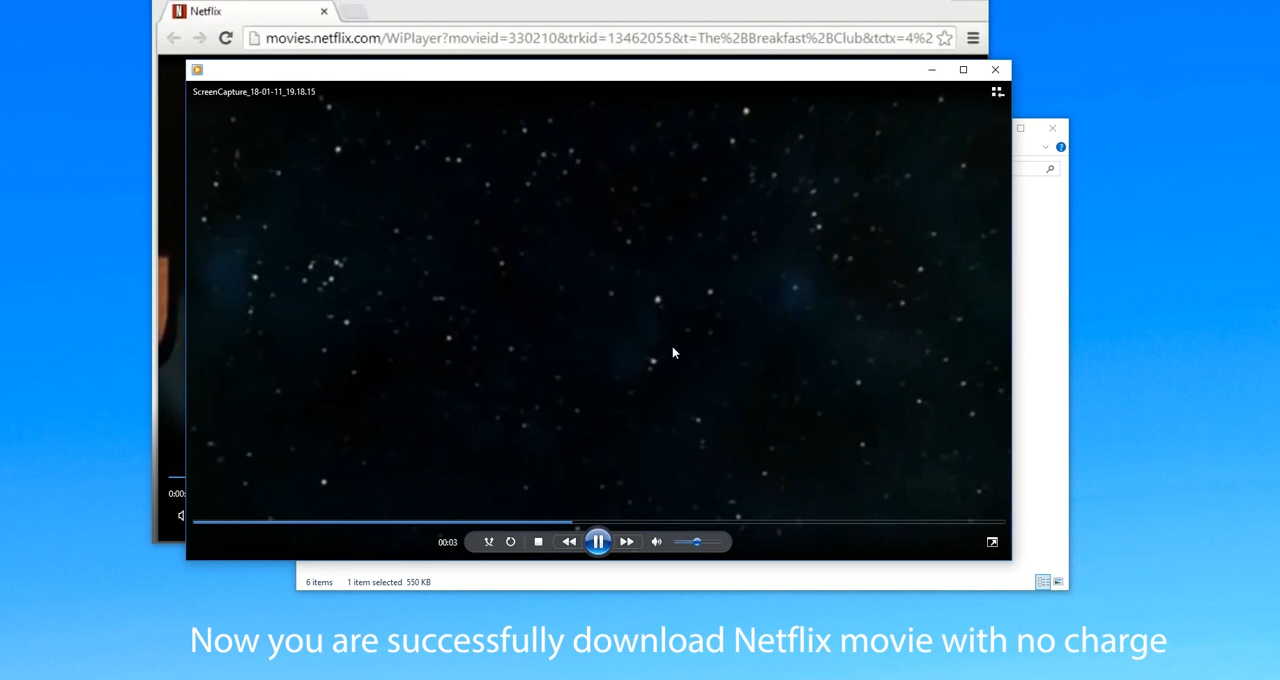 Netflix
movies.netflix.com/WiPlayer?movieid=330210&trkid=13462055&t=The%2BBreakfast%2BClub&tctx=4%2
ScreenCapture_18-01-11_19.18.15
0:00:
00:03
6 items 1 item selected 550 KB
Now you are successfully download Netflix movie with no charge